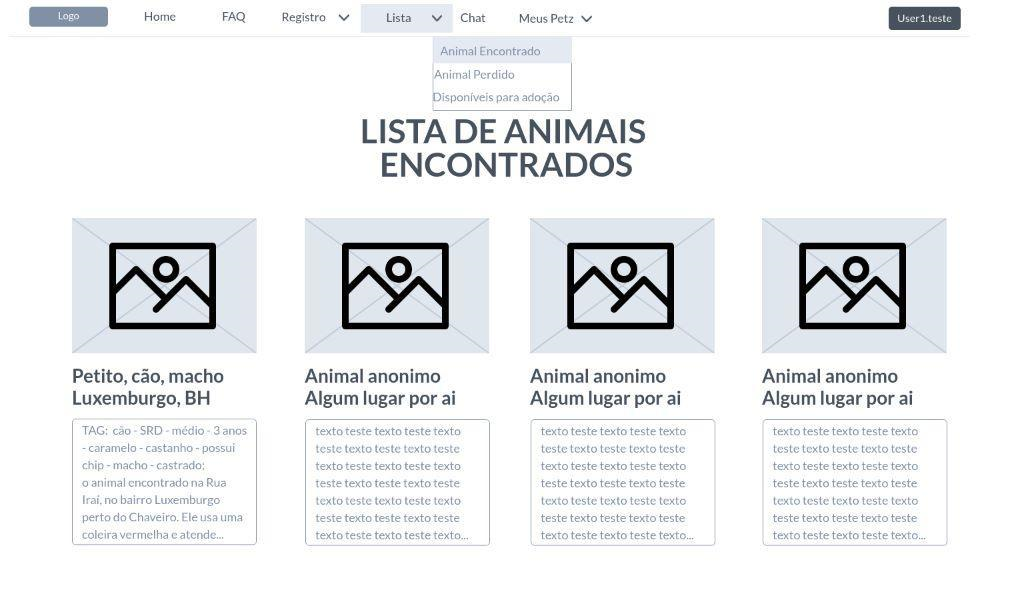 Logo
Home
FAQ
Registro
Lista
Chat
Meus Petz
User1.teste
Animal Encontrado
Animal Perdido
Disponíveis para adoção
LISTA DE ANIMAIS
ENCONTRADOS
Petito, cão, macho
Luxemburgo, BH
TAG: cão - SRD - médio - 3 anos
- caramelo - castanho - possui
chip - macho - castrado;
o animal encontrado na Rua
Iraí, no bairro Luxemburgo
perto do Chaveiro. Ele usa uma
coleira vermelha e atende...
Animal anonimo
Algum lugar por ai
texto teste texto teste texto
teste texto teste texto teste
texto teste texto teste texto
teste texto teste texto teste
texto teste texto teste texto
teste texto teste texto teste
texto teste texto teste texto...
Animal anonimo
Algum lugar por ai
texto teste texto teste texto
teste texto teste texto teste
texto teste texto teste texto
teste texto teste texto teste
texto teste texto teste texto
teste texto teste texto teste
texto teste texto teste texto...
Animal anonimo
Algum lugar por ai
texto teste texto teste texto
teste texto teste texto teste
texto teste texto teste texto
teste texto teste texto teste
texto teste texto teste texto
teste texto teste texto teste
texto teste texto teste texto...